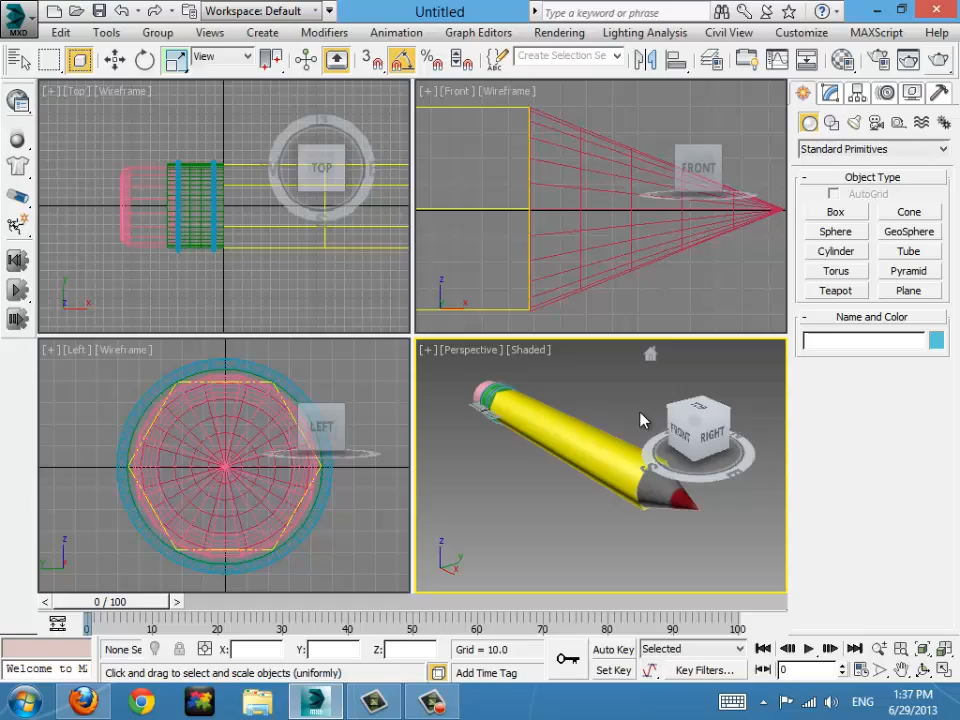 Workspace: Default
Untitled
Type a keyword or phrase
MXD
Edit Tools Group Views Create Modifiers Animation Graph Editors Rendering Lighting Analysis Civil View Customize MAXScript Help
View
3
Create Selection Se
[+] [Top] [Wireframe]
[+] [Front] [Wireframe]
TOP
FRONT
Standard Primitives
Object Type
AutoGrid
Box Cone
Sphere GeoSphere
Cylinder Tube
Torus Pyramid
Teapot Plane
Name and Color
y
z x
z
x
[+] [Left] [Wireframe]
[+] [Perspective] [Shaded]
LEFT
TOP
FRONT RIGHT
z
y
z
y
x
< 0 / 100 >
0 10 20 30 40 50 60 70 80 90 100
None Se X: Y: Z: Grid = 10.0 Auto Key Selected
Welcome to M
Click and drag to select and scale objects (uniformly)
Add Time Tag
Set Key Key Filters... 0
MXD
ENG
1:37 PM
6/29/2013